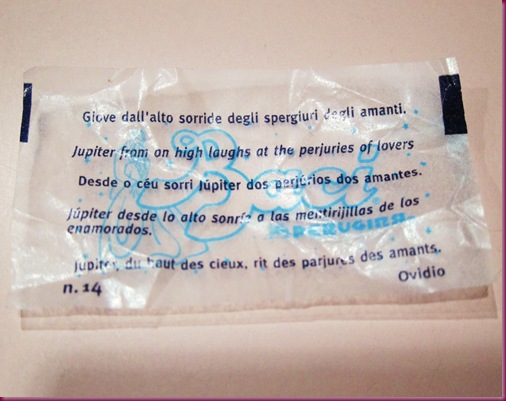 Giove dall'alto sorride degli spergiuri degli amanti.
Jupiter from on high laughs at the perjuries of lovers
Desde o céu sorri Júpiter dos perjúrios dos amantes.
Júpiter desde lo alto sonríe a las mentirijillas de los
enamorados.
Jupiter, du haut des cieux, rit des parjures des amants.
n. 14
Ovidio
Baci
PERUGINA